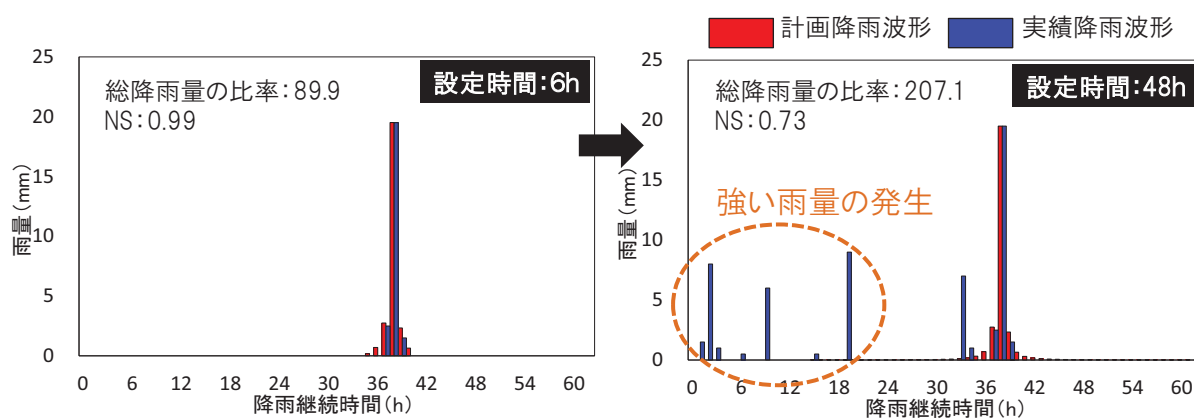 計画降雨波形 実績降雨波形
総降雨量の比率:89.9
NS:0.99
設定時間:6h
雨量(mm)
25
20
15
10
5
0
0 6 12 18 24 30 36 42 48 54 60
降雨継続時間(h)
総降雨量の比率:207.1
NS:0.73
設定時間:48h
強い雨量の発生
雨量(mm)
25
20
15
10
5
0
0 6 12 18 24 30 36 42 48 54 60
降雨継続時間(h)